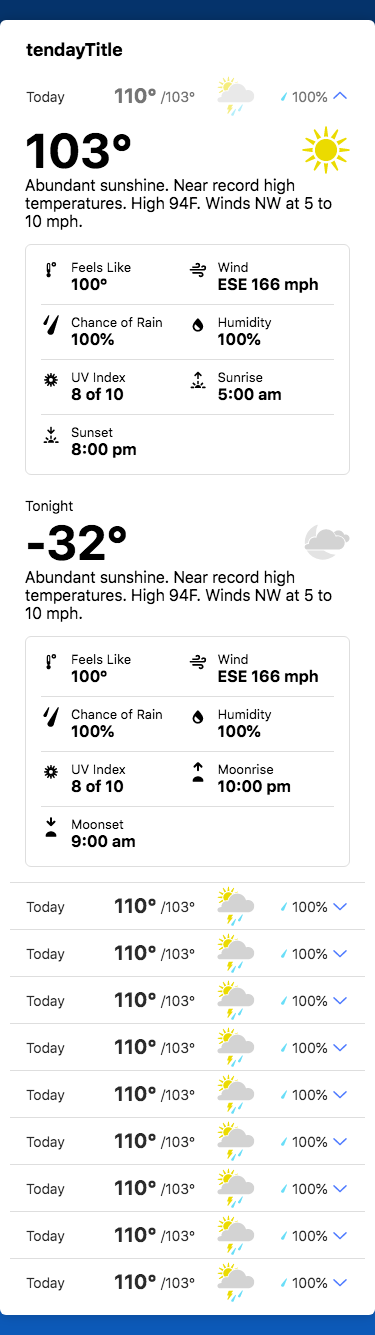 tendayTitle
Today 110° /103° 100%
103°
Abundant sunshine. Near record high
temperatures. High 94F. Winds NW at 5 to
10 mph.
Feels Like Wind
100° ESE 166 mph
Chance of Rain Humidity
100% 100%
UV Index Sunrise
8 of 10 5:00 am
Sunset
8:00 pm
Tonight
-32°
Abundant sunshine. Near record high
temperatures. High 94F. Winds NW at 5 to
10 mph.
Feels Like Wind
100° ESE 166 mph
Chance of Rain Humidity
100% 100%
UV Index Moonrise
8 of 10 10:00 pm
Moonset
9:00 am
Today 110° /103° 100%
Today 110° /103° 100%
Today 110° /103° 100%
Today 110° /103° 100%
Today 110° /103° 100%
Today 110° /103° 100%
Today 110° /103° 100%
Today 110° /103° 100%
Today 110° /103° 100%